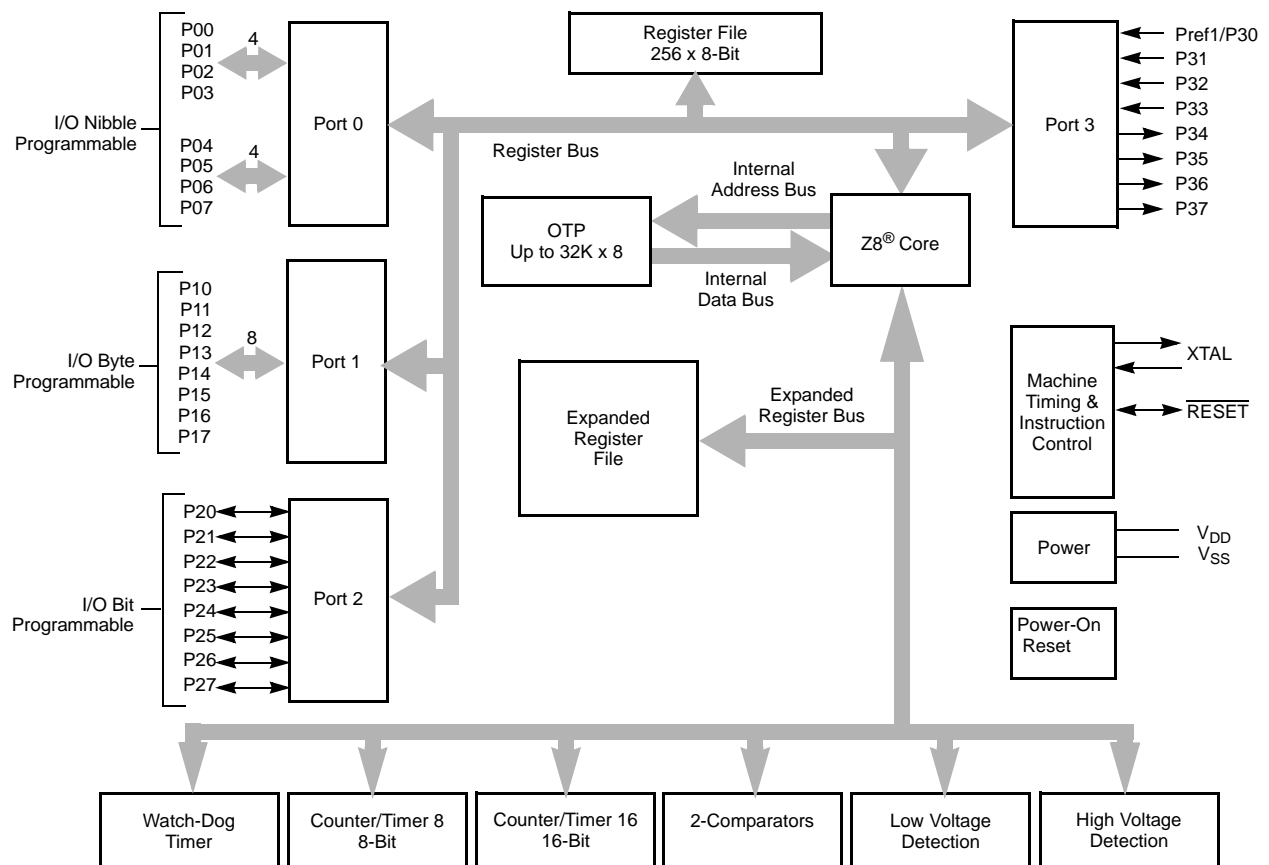 P00
P01
P02
P03
4
I/O Nibble
Programmable
P04
P05
P06
P07
4
Port 0
Register File
256 x 8-Bit
Register Bus
Internal
Address Bus
OTP
Up to 32K x 8
Z8® Core
Internal
Data Bus
Port 3
Pref1/P30
P31
P32
P33
P34
P35
P36
P37
I/O Byte
Programmable
P10
P11
P12
P13
P14
P15
P16
P17
8
Port 1
Expanded
Register
File
Expanded
Register Bus
Machine
Timing &
Instruction
Control
XTAL
RESET
I/O Bit
Programmable
P20
P21
P22
P23
P24
P25
P26
P27
Port 2
Power
VDD
VSS
Power-On
Reset
Watch-Dog
Timer
Counter/Timer 8
8-Bit
Counter/Timer 16
16-Bit
2-Comparators
Low Voltage
Detection
High Voltage
Detection